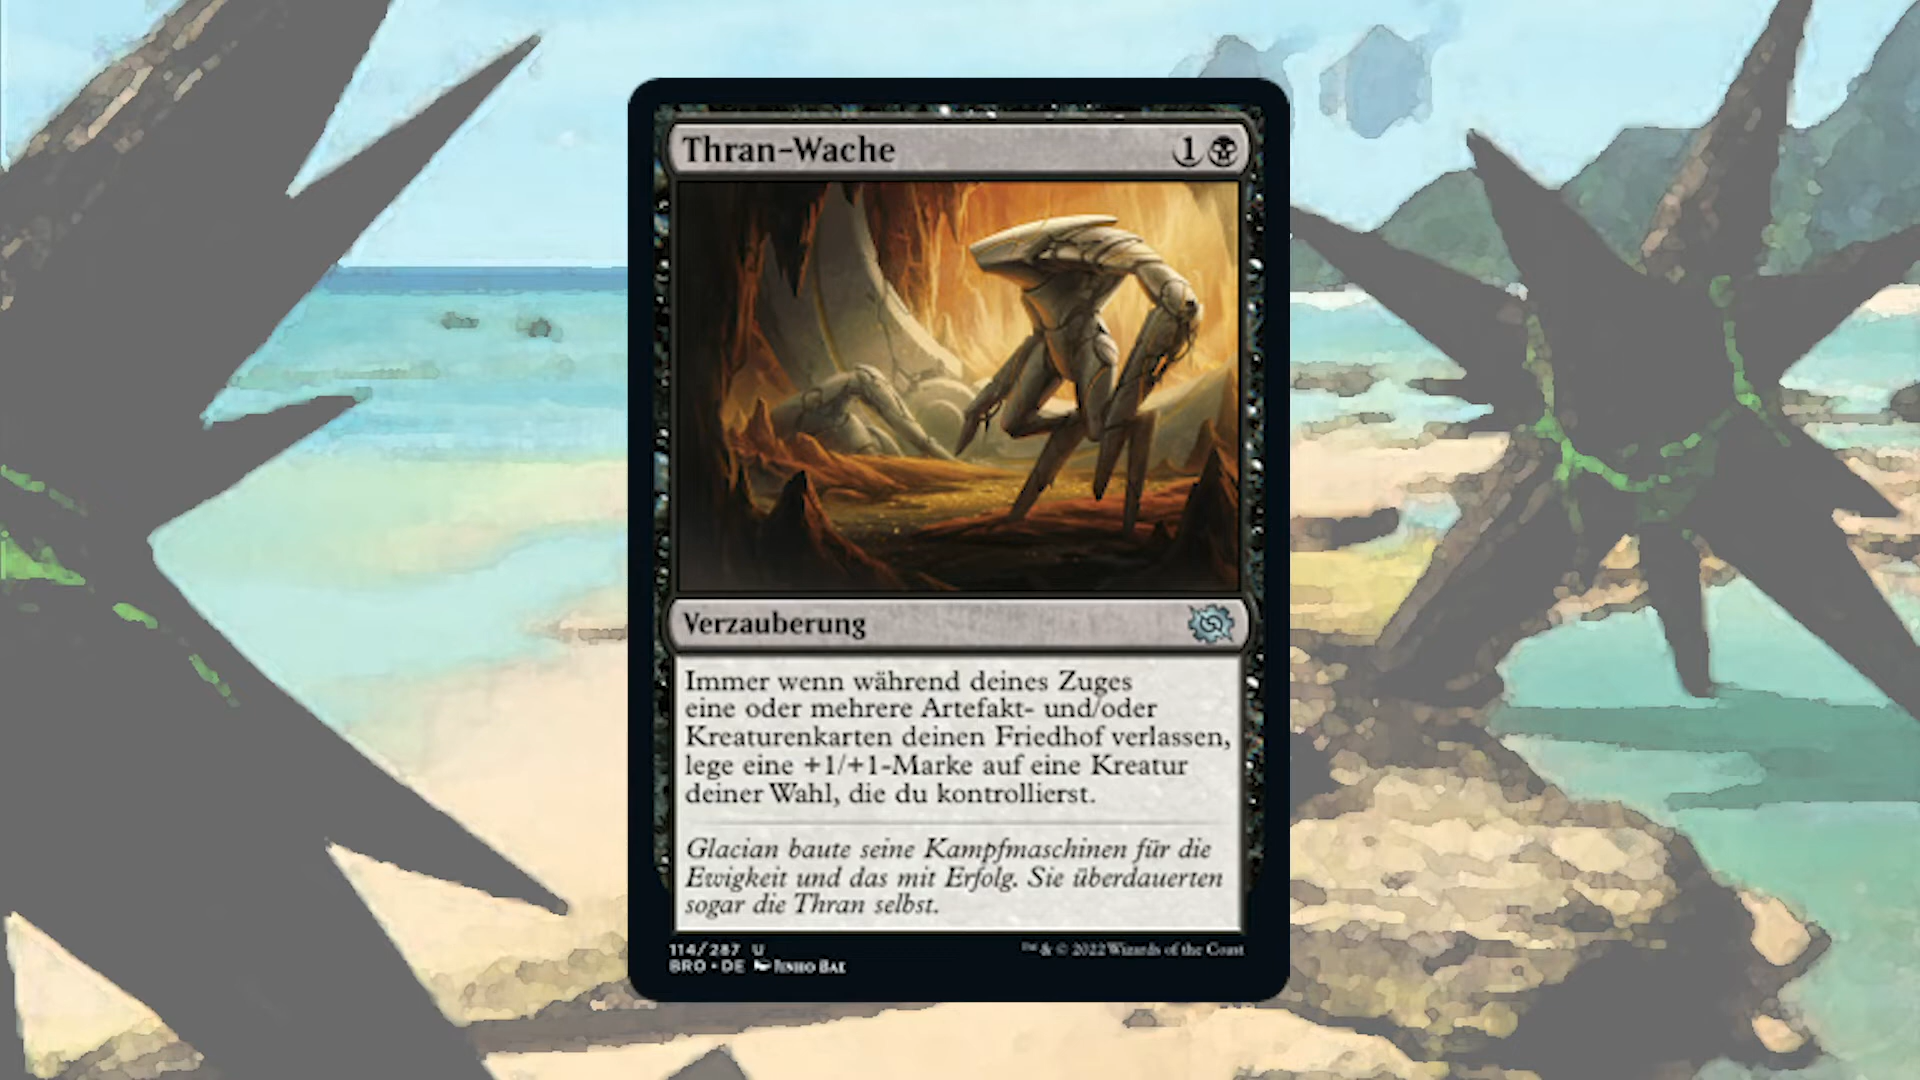 Thran-Wache 1
Verzauberung
Immer wenn während deines Zuges
eine oder mehrere Artefakt- und/oder
Kreaturenkarten deinen Friedhof verlassen,
lege eine +1/+1-Marke auf eine Kreatur
deiner Wahl, die du kontrollierst.
Glacian baute seine Kampfmaschinen für die
Ewigkeit und das mit Erfolg. Sie überdauerten
sogar die Thran selbst.
114/287 U
™ & © 2022 Wizards of the Coast
BRO • DE Jinho Bae